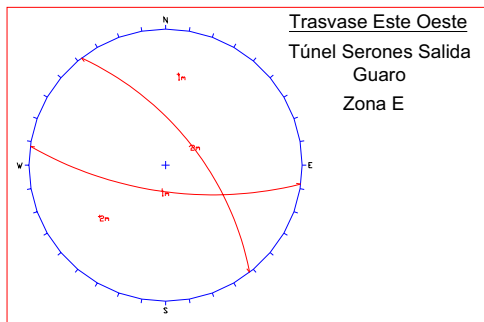 Trasvase Este Oeste
Túnel Serones Salida
Guaro
Zona E
N
1m
2m
W
E
1m
2m
S